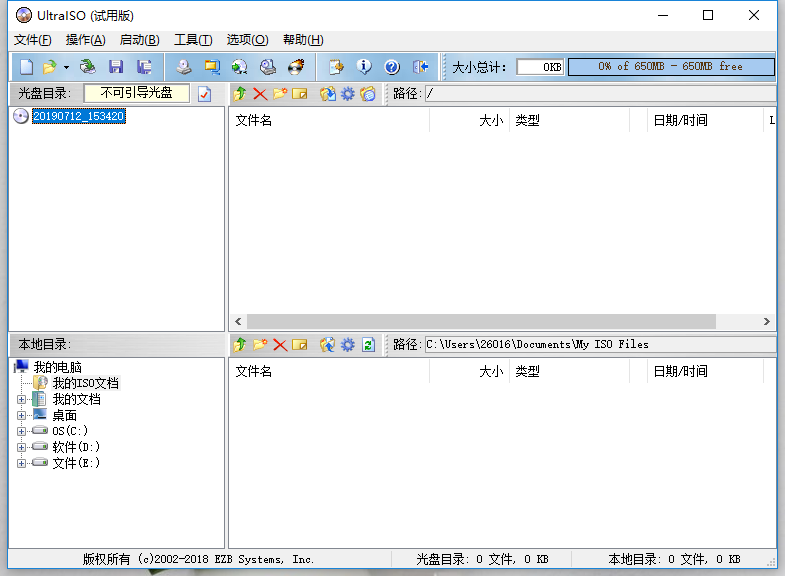 UltraISO (试用版)
文件(F) 操作(A) 启动(B) 工具(T) 选项(O) 帮助(H)
大小总计: 0KB 0% of 650MB - 650MB free
光盘目录: 不可引导光盘 路径: /
20190712_153420
文件名 大小 类型 日期/时间 L
本地目录: 路径: C:\Users\26016\Documents\My ISO Files
我的电脑
我的ISO文档
我的文档
桌面
OS(C:)
软件(D:)
文件(E:)
文件名 大小 类型 日期/时间
版权所有 (c)2002-2018 EZB Systems, Inc. 光盘目录: 0 文件, 0 KB 本地目录: 0 文件, 0 KB